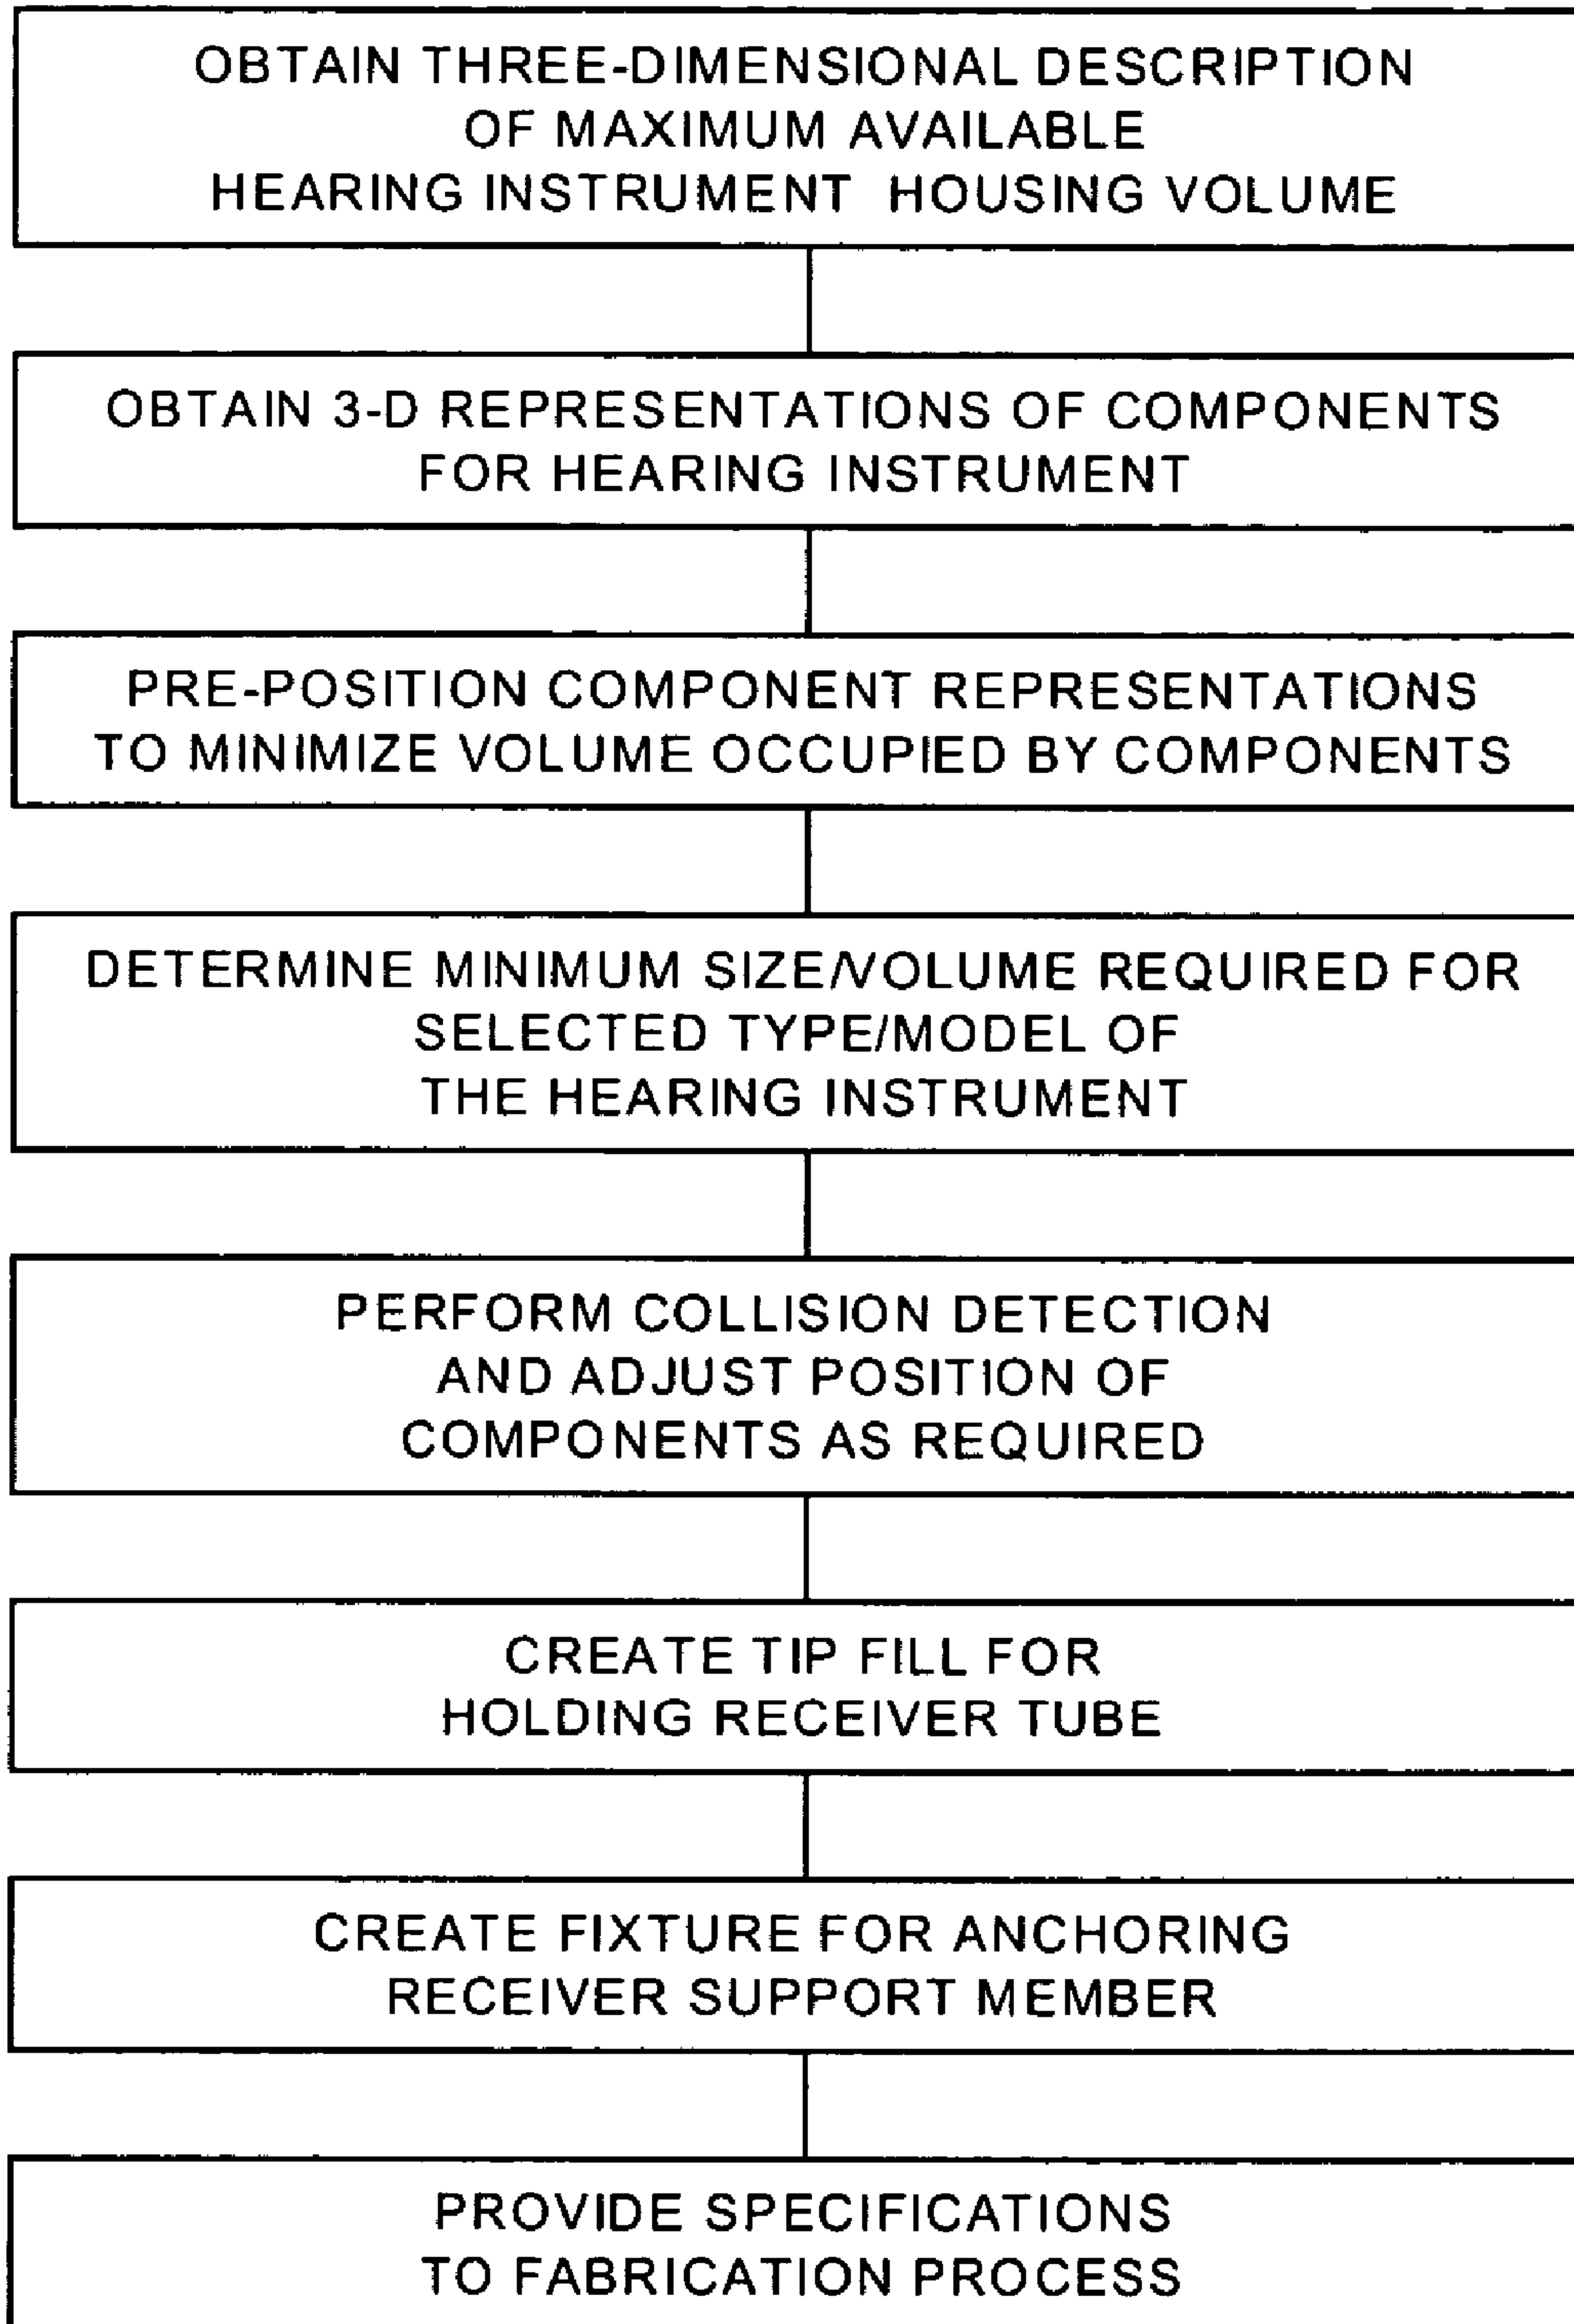 OBTAIN THREE-DIMENSIONAL DESCRIPTION
OF MAXIMUM AVAILABLE
HEARING INSTRUMENT HOUSING VOLUME
OBTAIN 3-D REPRESENTATIONS OF COMPONENTS
FOR HEARING INSTRUMENT
PRE-POSITION COMPONENT REPRESENTATIONS
TO MINIMIZE VOLUME OCCUPIED BY COMPONENTS
DETERMINE MINIMUM SIZE/VOLUME REQUIRED FOR
SELECTED TYPE/MODEL OF
THE HEARING INSTRUMENT
PERFORM COLLISION DETECTION
AND ADJUST POSITION OF
COMPONENTS AS REQUIRED
CREATE TIP FILL FOR
HOLDING RECEIVER TUBE
CREATE FIXTURE FOR ANCHORING
RECEIVER SUPPORT MEMBER
PROVIDE SPECIFICATIONS
TO FABRICATION PROCESS